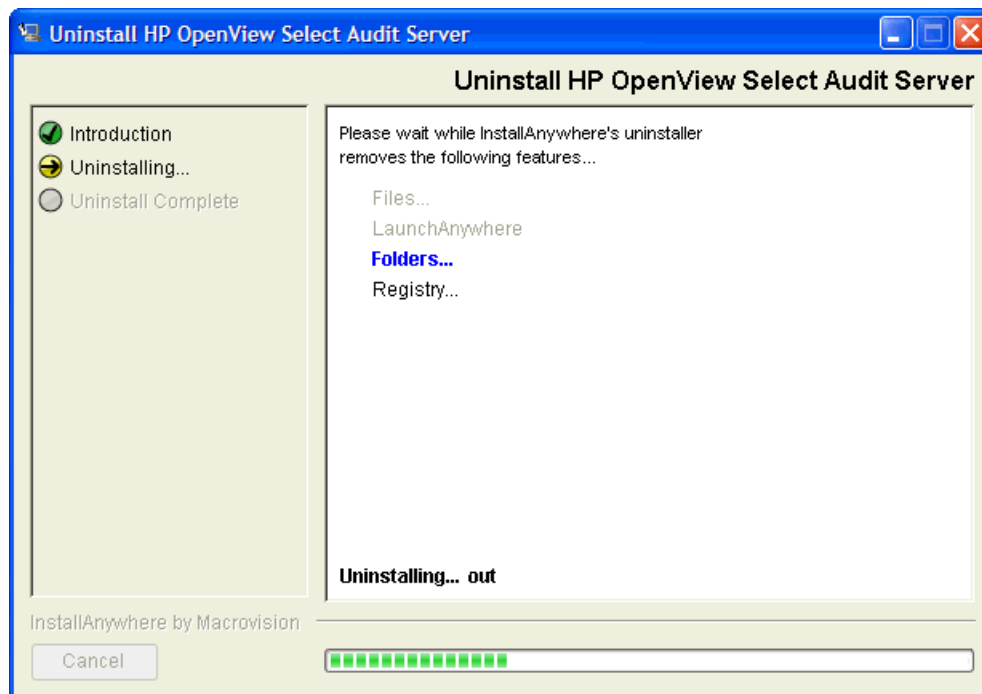 Uninstall HP OpenView Select Audit Server
Uninstall HP OpenView Select Audit Server
Introduction
Uninstalling...
Uninstall Complete
Please wait while InstallAnywhere's uninstaller
removes the following features...
Files...
LaunchAnywhere
Folders...
Registry...
Uninstalling... out
InstallAnywhere by Macrovision
Cancel